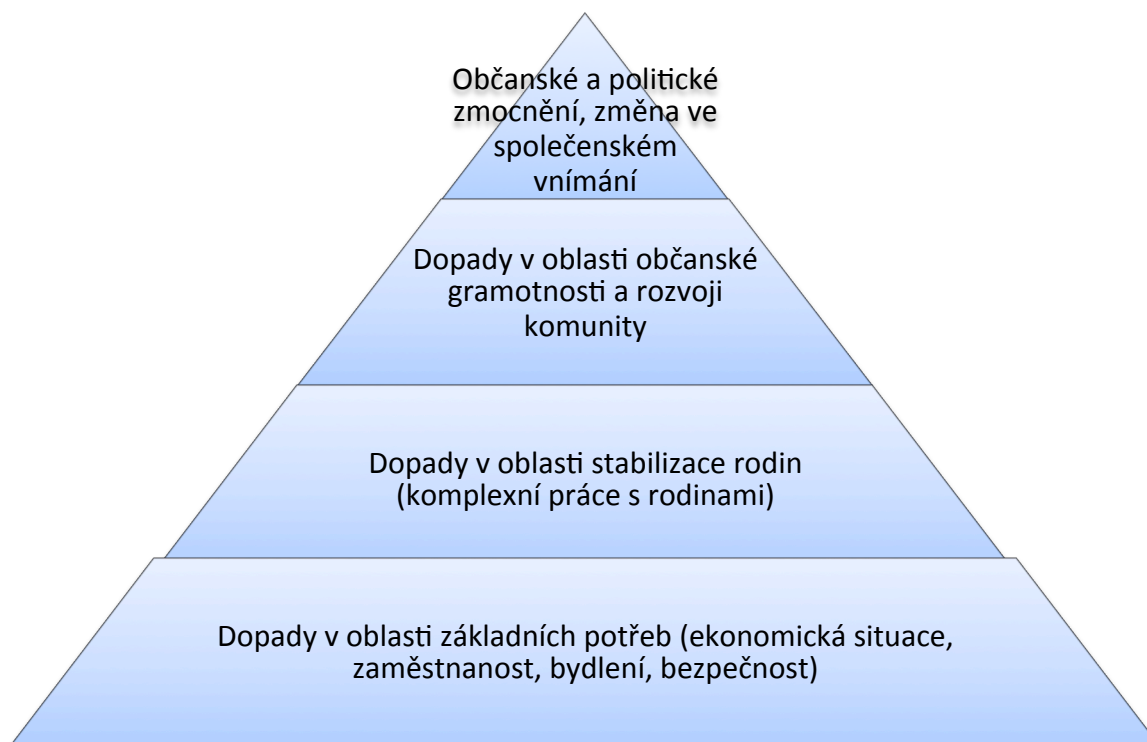 Občanské a politické
zmocnění, změna ve
společenském
vnímání
Dopady v oblasti občanské
gramotnosti a rozvoji
komunity
Dopady v oblasti stabilizace rodin
(komplexní práce s rodinami)
Dopady v oblasti základních potřeb (ekonomická situace,
zaměstnanost, bydlení, bezpečnost)